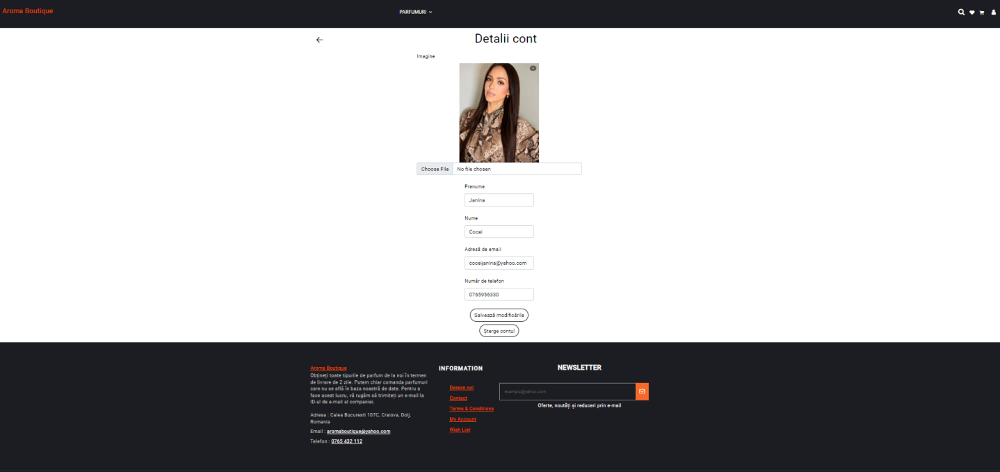 Aroma Boutique
PARFUMURI
Detalii cont
Imagine
Choose File No file chosen
Prenume
Janina
Nume
Cocei
Adresă de email
coceijanina@yahoo.com
Număr de telefon
0765956330
Salvează modificările
Șterge contul
Aroma Boutique
Obțineți toate tipurile de parfum de la noi în termen
de livrare de 2 zile. Putem chiar comanda parfumuri
care nu se află în baza noastră de date. Pentru a
face acest lucru, vă rugăm să trimiteți un e-mail la
ID-ul de e-mail al companiei.
Adresa : Calea Bucuresti 107C, Craiova, Dolj,
Romania
Email : aromaboutique@yahoo.com
Telefon : 0765 432 112
INFORMATION
Despre noi
Contact
Terms & Conditions
My Account
Wish List
NEWSLETTER
examplu@yahoo.com
Oferte, noutăți și reduceri prin e-mail